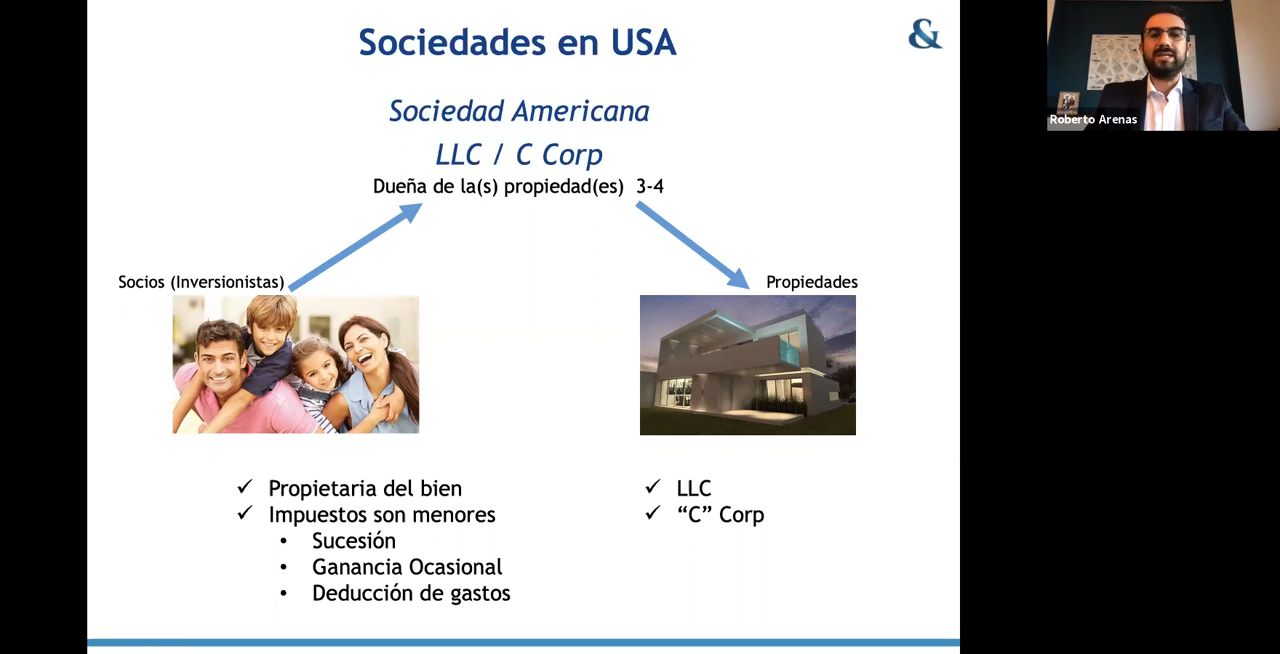 Sociedades en USA
&
Sociedad Americana
LLC / C Corp
Dueña de la(s) propiedad(es) 3-4
Socios (Inversionistas)
Propiedades
✓ Propietaria del bien
✓ Impuestos son menores
• Sucesión
• Ganancia Ocasional
• Deducción de gastos
✓ LLC
✓ “C” Corp
Roberto Arenas